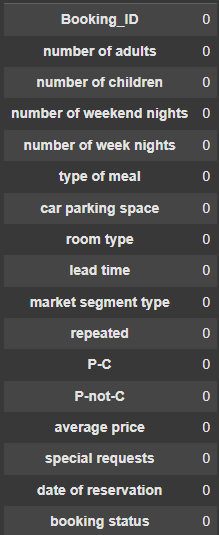 Booking_ID 0
number of adults 0
number of children 0
number of weekend nights 0
number of week nights 0
type of meal 0
car parking space 0
room type 0
lead time 0
market segment type 0
repeated 0
P-C 0
P-not-C 0
average price 0
special requests 0
date of reservation 0
booking status 0